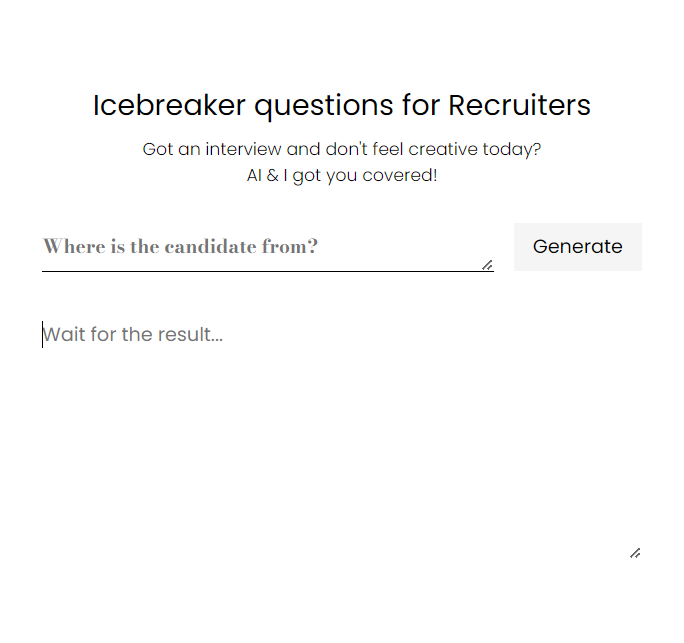 Icebreaker questions for Recruiters
Got an interview and don't feel creative today?
AI & I got you covered!
Where is the candidate from?
Generate
Wait for the result...